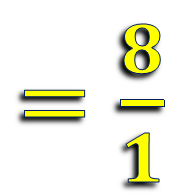 = 8/1